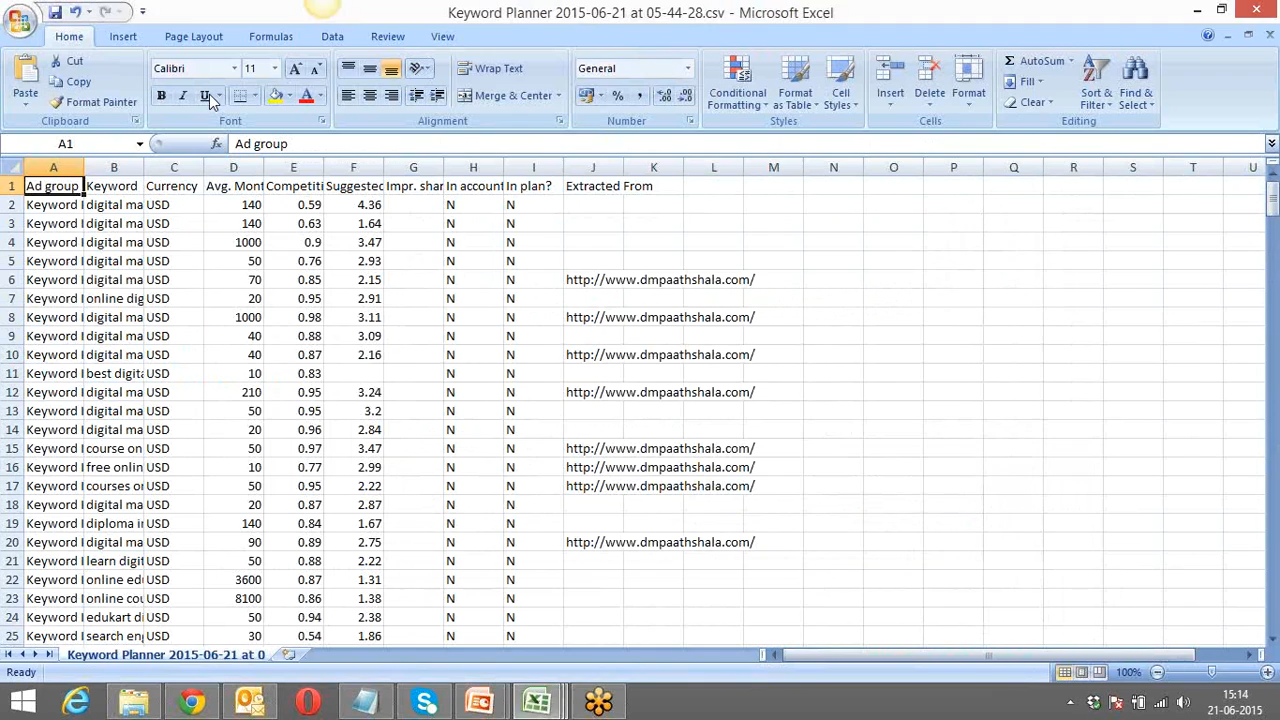 Keyword Planner 2015-06-21 at 05-44-28.csv - Microsoft Excel
Home Insert Page Layout Formulas Data Review View
Paste Cut Calibri 11 Wrap Text General Conditional Formatting Format as Table Cell Styles Insert Delete Format AutoSum Sort & Filter Find & Select
Copy Fill
Format Painter B I U Merge & Center % , Clear
Clipboard Font Alignment Number Styles Cells Editing
A1 fx Ad group
A B C D E F G H I J K L M N O P Q R S T U
1 Ad group Keyword Currency Avg. Mont Competiti Suggested Impr. shar In account In plan? Extracted From
2 Keyword I digital ma USD 140 0.59 4.36 N N
3 Keyword I digital ma USD 140 0.63 1.64 N N
4 Keyword I digital ma USD 1000 0.9 3.47 N N
5 Keyword I digital ma USD 50 0.76 2.93 N N
6 Keyword I digital ma USD 70 0.85 2.15 N N http://www.dmpaathshala.com/
7 Keyword I online dig USD 20 0.95 2.91 N N
8 Keyword I digital ma USD 1000 0.98 3.11 N N http://www.dmpaathshala.com/
9 Keyword I digital ma USD 40 0.88 3.09 N N
10 Keyword I digital ma USD 40 0.87 2.16 N N http://www.dmpaathshala.com/
11 Keyword I best digita USD 10 0.83 N N
12 Keyword I digital ma USD 210 0.95 3.24 N N http://www.dmpaathshala.com/
13 Keyword I digital ma USD 50 0.95 3.2 N N
14 Keyword I digital ma USD 20 0.96 2.84 N N
15 Keyword I course on USD 50 0.97 3.47 N N http://www.dmpaathshala.com/
16 Keyword I free onlin USD 10 0.77 2.99 N N http://www.dmpaathshala.com/
17 Keyword I courses o USD 50 0.95 2.22 N N http://www.dmpaathshala.com/
18 Keyword I digital ma USD 20 0.87 2.87 N N
19 Keyword I diploma i USD 140 0.84 1.67 N N
20 Keyword I digital ma USD 90 0.89 2.75 N N http://www.dmpaathshala.com/
21 Keyword I learn digit USD 50 0.88 2.22 N N
22 Keyword I online ed USD 3600 0.87 1.31 N N
23 Keyword I online cou USD 8100 0.86 1.38 N N
24 Keyword I edukart di USD 50 0.94 2.38 N N
25 Keyword I search en USD 30 0.54 1.86 N N
Keyword Planner 2015-06-21 at 0
Ready 100%
15:14
21-06-2015